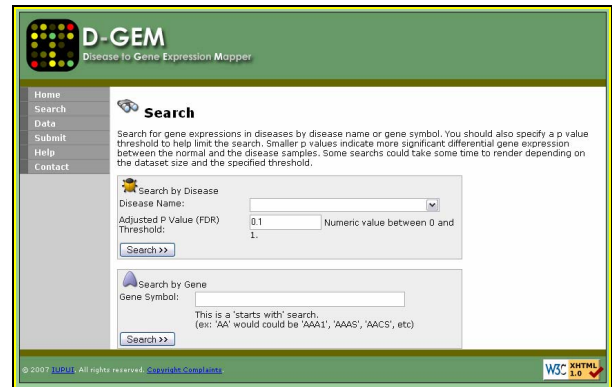 D-GEM
Disease to Gene Expression Mapper
Home
Search
Data
Submit
Help
Contact
Search
Search for gene expressions in diseases by disease name or gene symbol. You should also specify a p value
threshold to help limit the search. Smaller p values indicate more significant differential gene expression
between the normal and the disease samples. Some searchs could take some time to render depending on
the dataset size and the specified threshold.
Search by Disease
Disease Name:
Adjusted P Value (FDR)
Threshold:
0.1
Numeric value between 0 and
1.
Search >>
Search by Gene
Gene Symbol:
This is a 'starts with' search.
(ex: 'AA' would could be 'AAA1', 'AAAS', 'AACS', etc)
Search >>
© 2007 IUPUI. All rights reserved. Copyright Complaints.
W3C XHTML
1.0